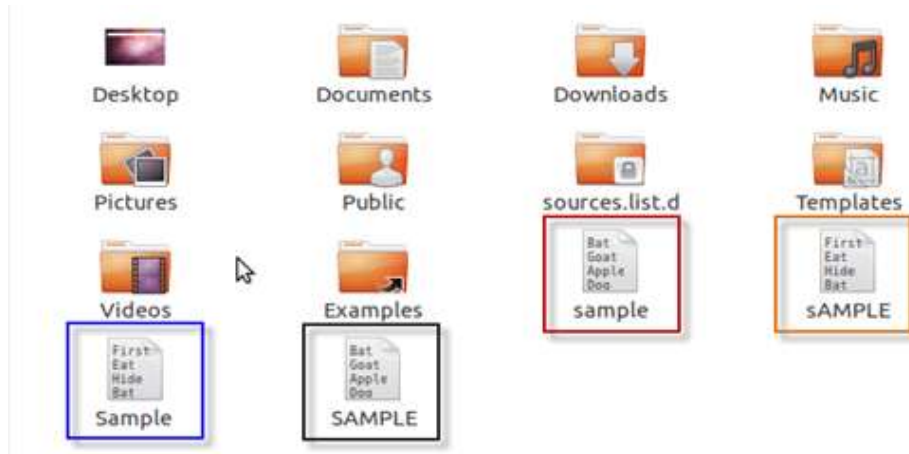 Desktop Documents Downloads Music
Pictures Public sources.list.d Templates
Bat
Goat
Apple
Dog
sample
First
Eat
Hide
Bat
sAMPLE
Videos Examples
First
Eat
Hide
Bat
Sample
Bat
Goat
Apple
Dog
SAMPLE